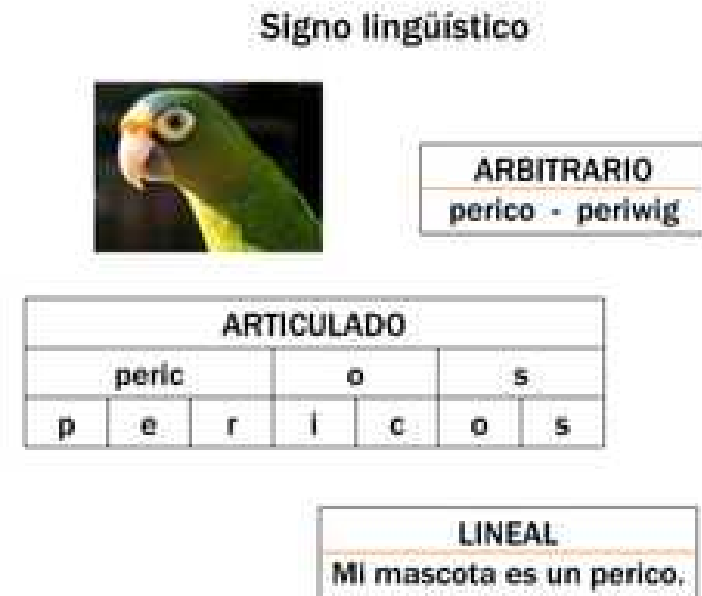 Signo lingüístico
ARBITRARIO
perico - periwig
ARTICULADO
peric o s
p e r i c o s
LINEAL
Mi mascota es un perico.